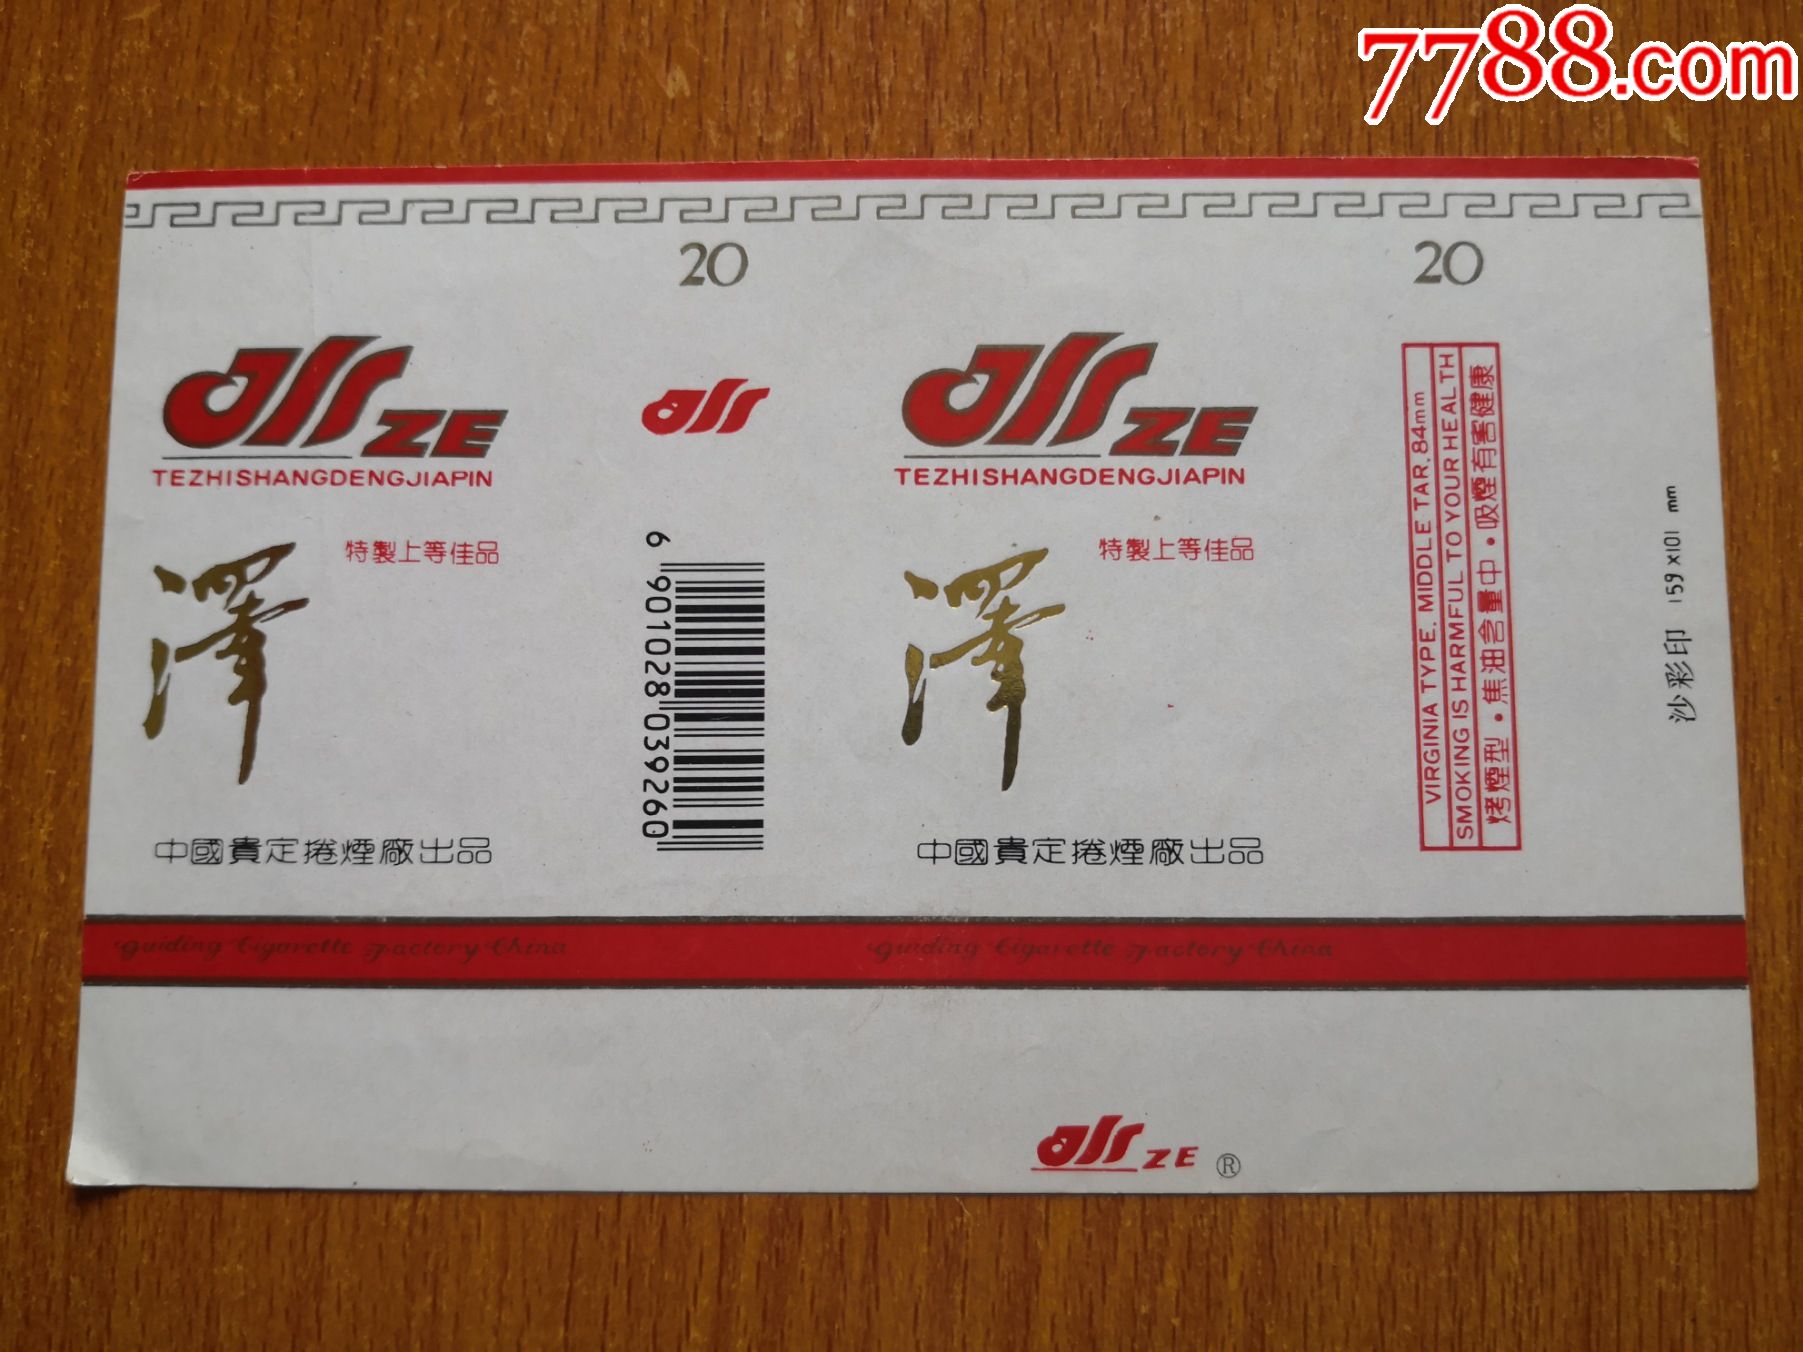 7788.com
20
20
ZE
TEZHISHANGDENGJIAPIN
特製上等佳品
澤
中國貴定捲煙廠出品
6 901028 039260
ZE
TEZHISHANGDENGJIAPIN
特製上等佳品
澤
中國貴定捲煙廠出品
VIRGINIA TYPE. MIDDLE TAR. 84mm
SMOKING IS HARMFUL TO YOUR HEALTH
烤煙型·焦油含量中·吸煙有害健康
沙彩印 159×101 mm
Guiding Cigarette Factory China
Guiding Cigarette Factory China
ZE ®